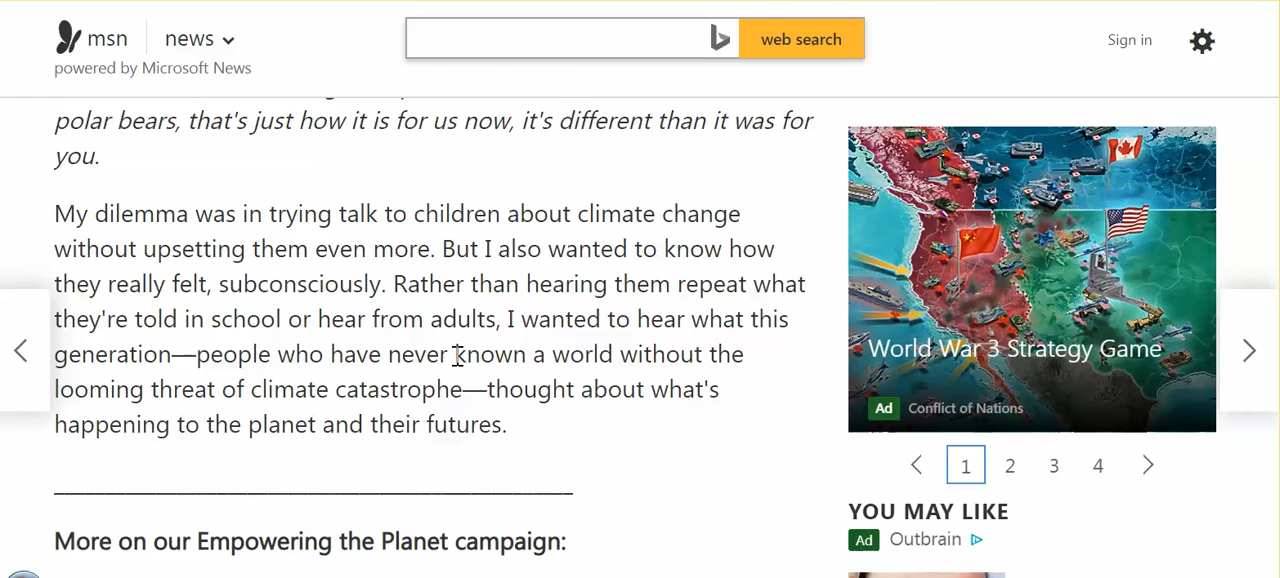 msn
news
web search
Sign in
powered by Microsoft News
polar bears, that's just how it is for us now, it's different than it was for
you.
My dilemma was in trying talk to children about climate change
without upsetting them even more. But I also wanted to know how
they really felt, subconsciously. Rather than hearing them repeat what
they're told in school or hear from adults, I wanted to hear what this
generation—people who have never known a world without the
looming threat of climate catastrophe—thought about what's
happening to the planet and their futures.
More on our Empowering the Planet campaign:
World War 3 Strategy Game
Ad Conflict of Nations
1 2 3 4
YOU MAY LIKE
Ad Outbrain